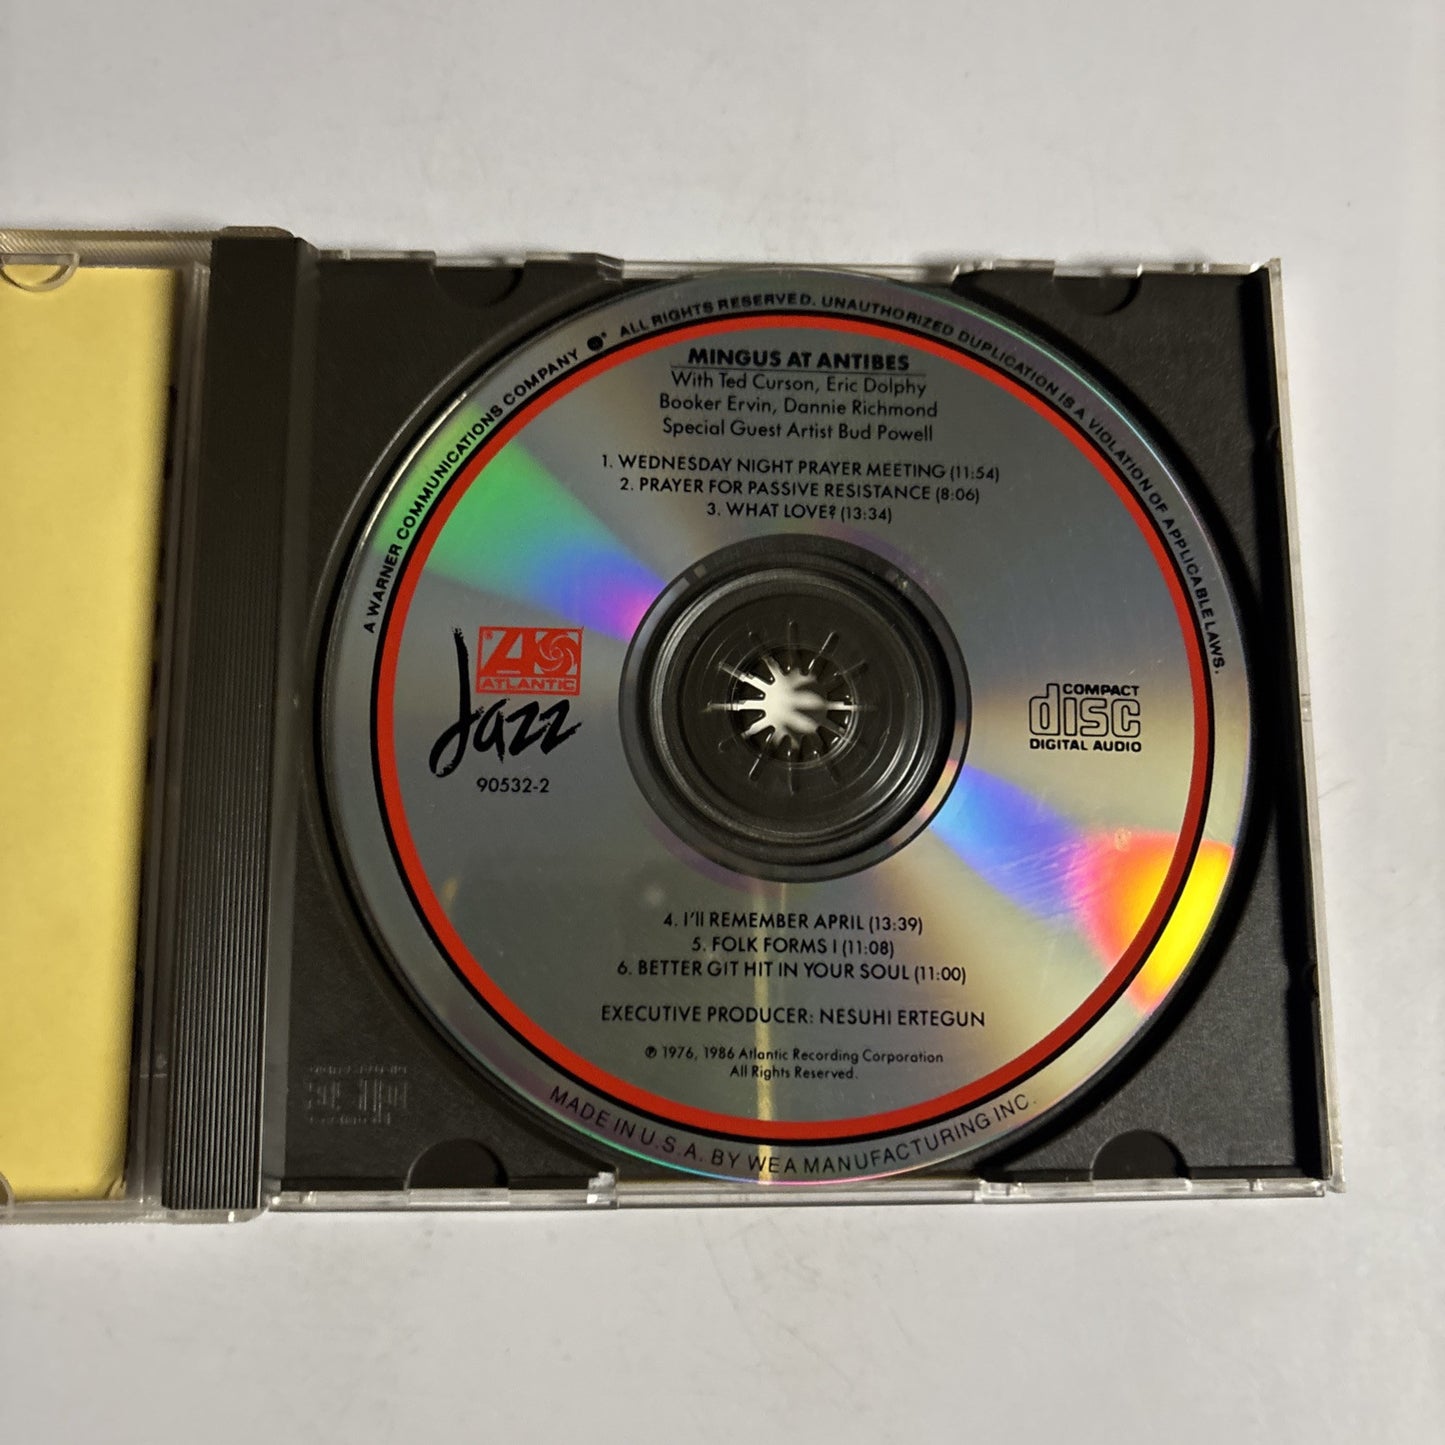 A WARNER COMMUNICATIONS COMPANY ALL RIGHTS RESERVED. UNAUTHORIZED DUPLICATION IS A VIOLATION OF APPLICABLE LAWS.
MINGUS AT ANTIBES
With Ted Curson, Eric Dolphy
Booker Ervin, Dannie Richmond
Special Guest Artist Bud Powell
1. WEDNESDAY NIGHT PRAYER MEETING (11:54)
2. PRAYER FOR PASSIVE RESISTANCE (8:06)
3. WHAT LOVE? (13:34)
ATLANTIC
Jazz
90532-2
COMPACT
disc
DIGITAL AUDIO
4. I'll REMEMBER APRIL (13:39)
5. FOLK FORMS I (11:08)
6. BETTER GIT HIT IN YOUR SOUL (11:00)
EXECUTIVE PRODUCER: NESUHI ERTEGUN
℗ 1976, 1986 Atlantic Recording Corporation
All Rights Reserved.
MADE IN U.S.A. BY WEA MANUFACTURING INC.